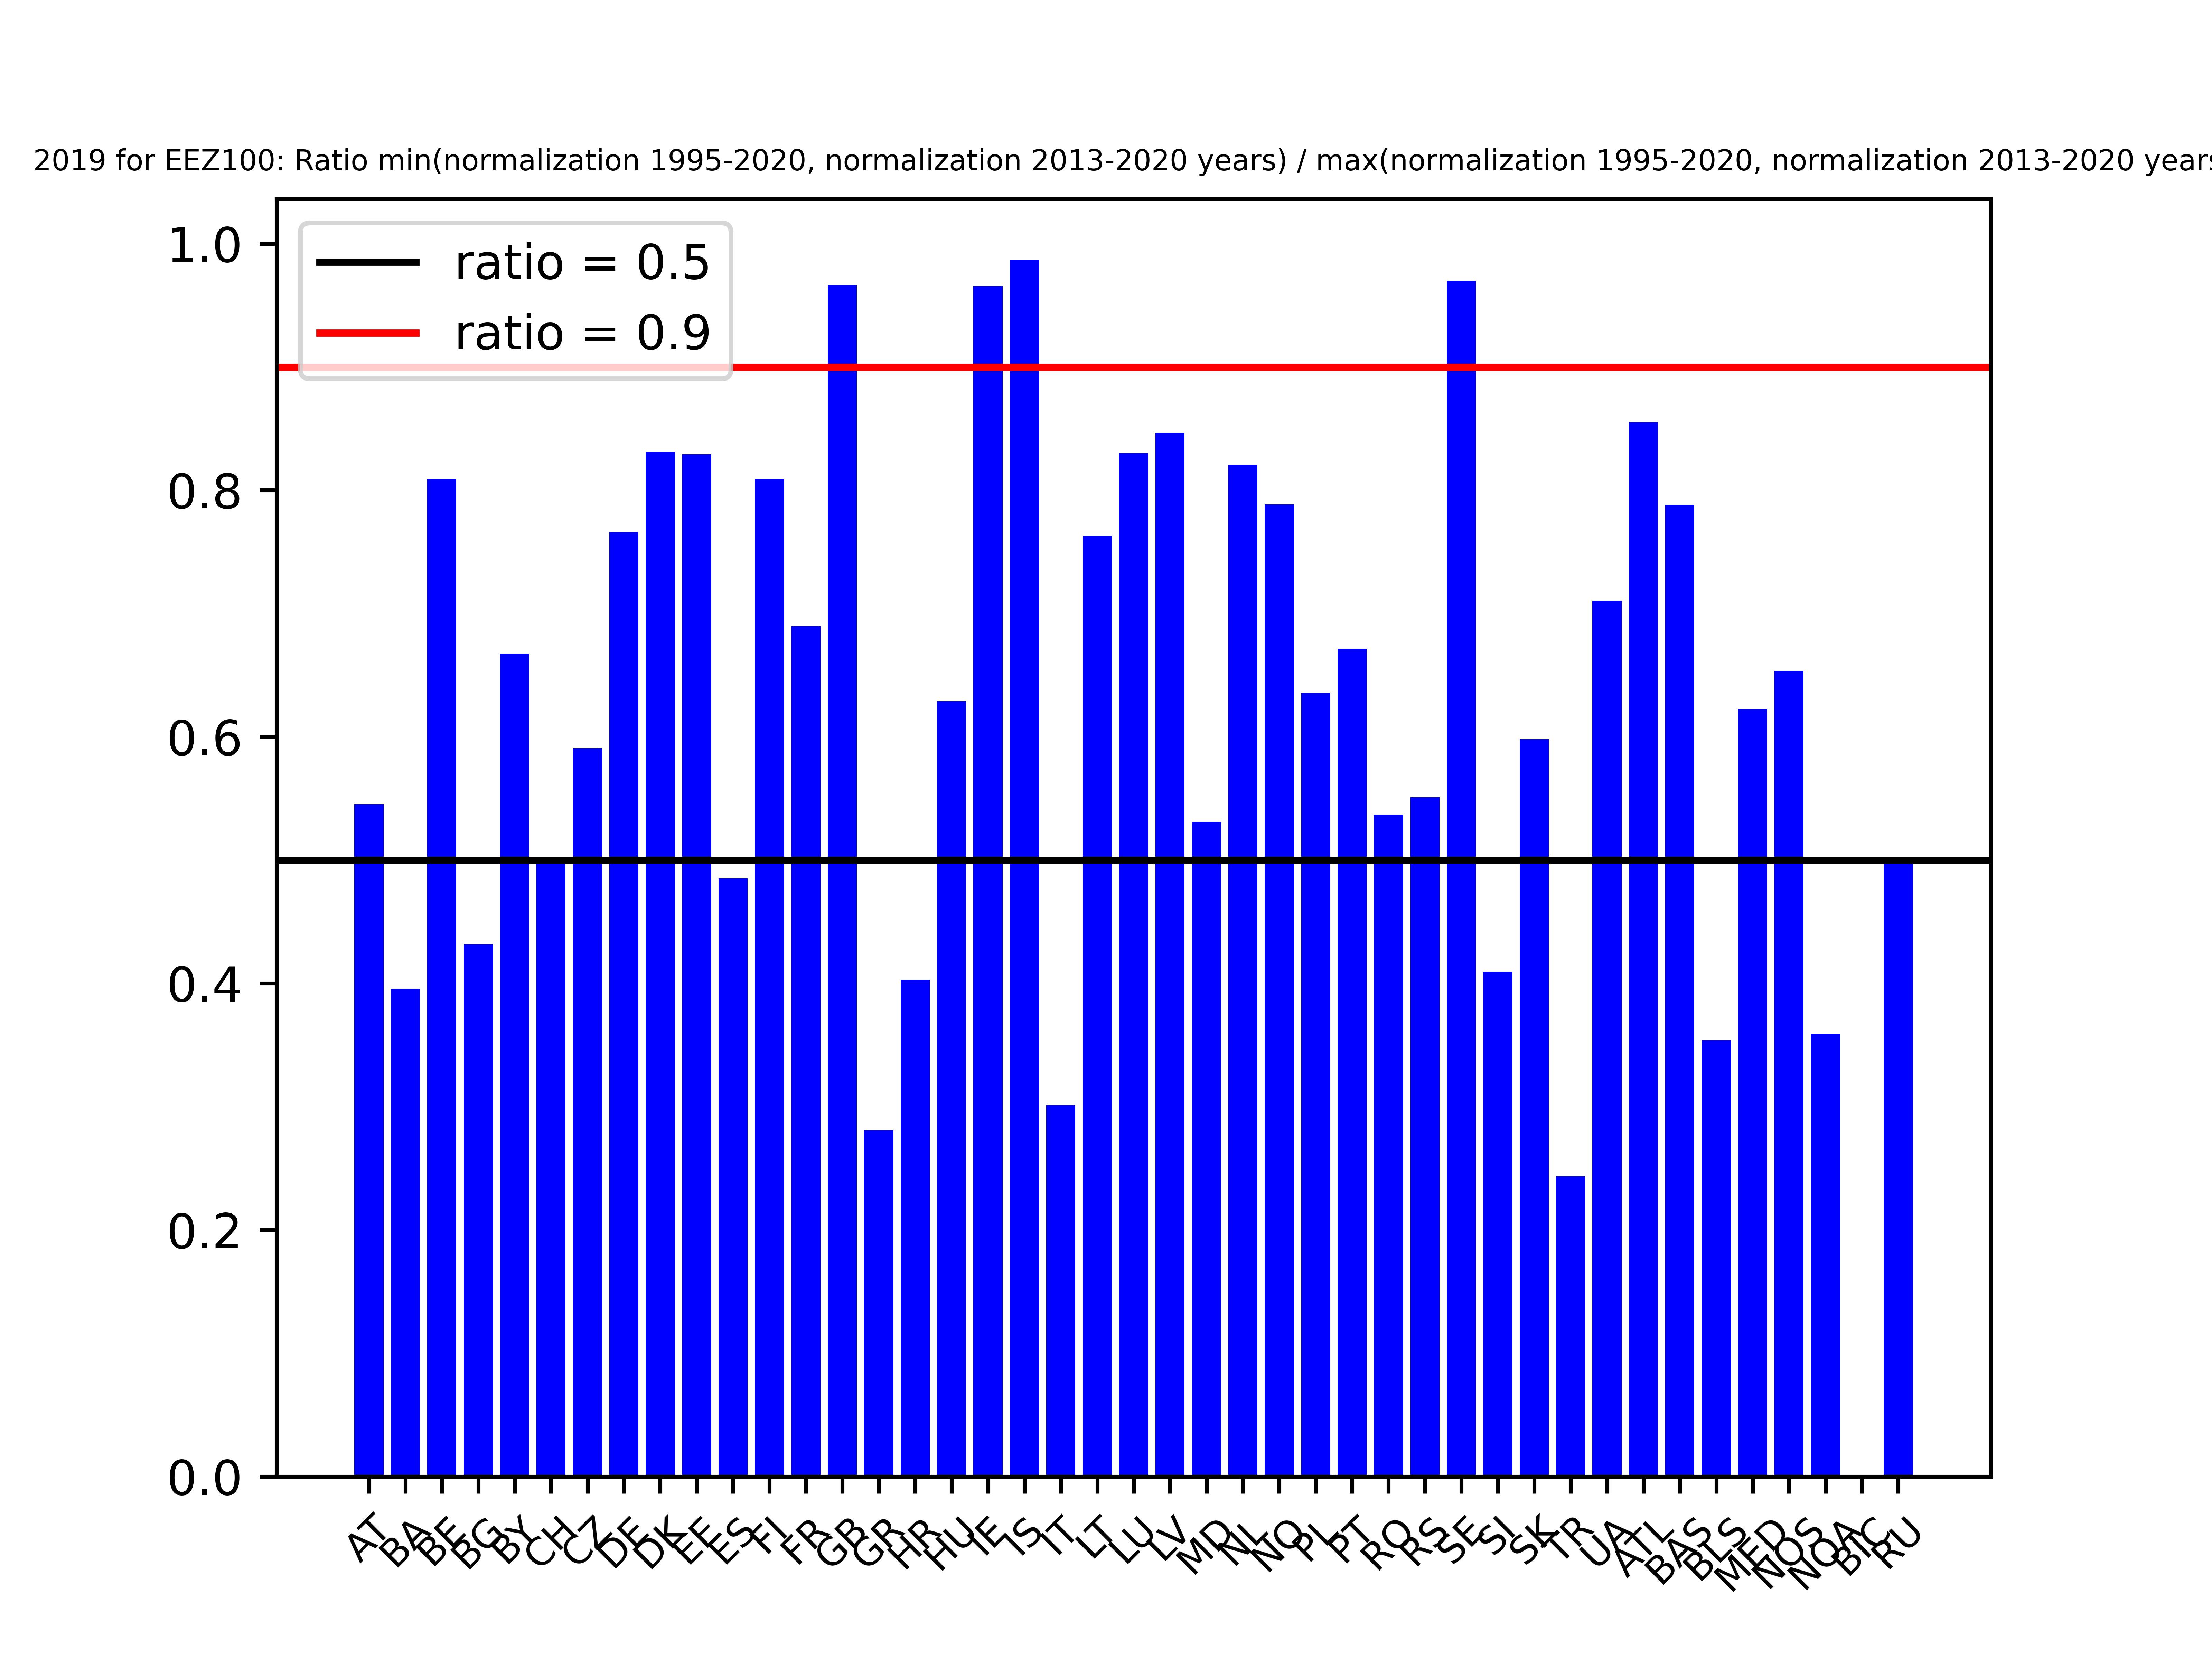 2019 for EEZ100: Ratio min(normalization 1995-2020, normalization 2013-2020 years) / max(normalization 1995-2020, normalization 2013-2020 years
ratio = 0.5
ratio = 0.9
1.0
0.8
0.6
0.4
0.2
0.0
AT
BA
BE
BG
BY
CH
CZ
DE
DK
EE
ES
FI
FR
GB
GR
HR
HU
IE
IS
IT
LT
LU
LV
MD
NL
NO
PL
PT
RO
RS
SE
SI
SK
TR
UA
ATL
BAS
BLS
MED
NOS
NOA
BIC
RU